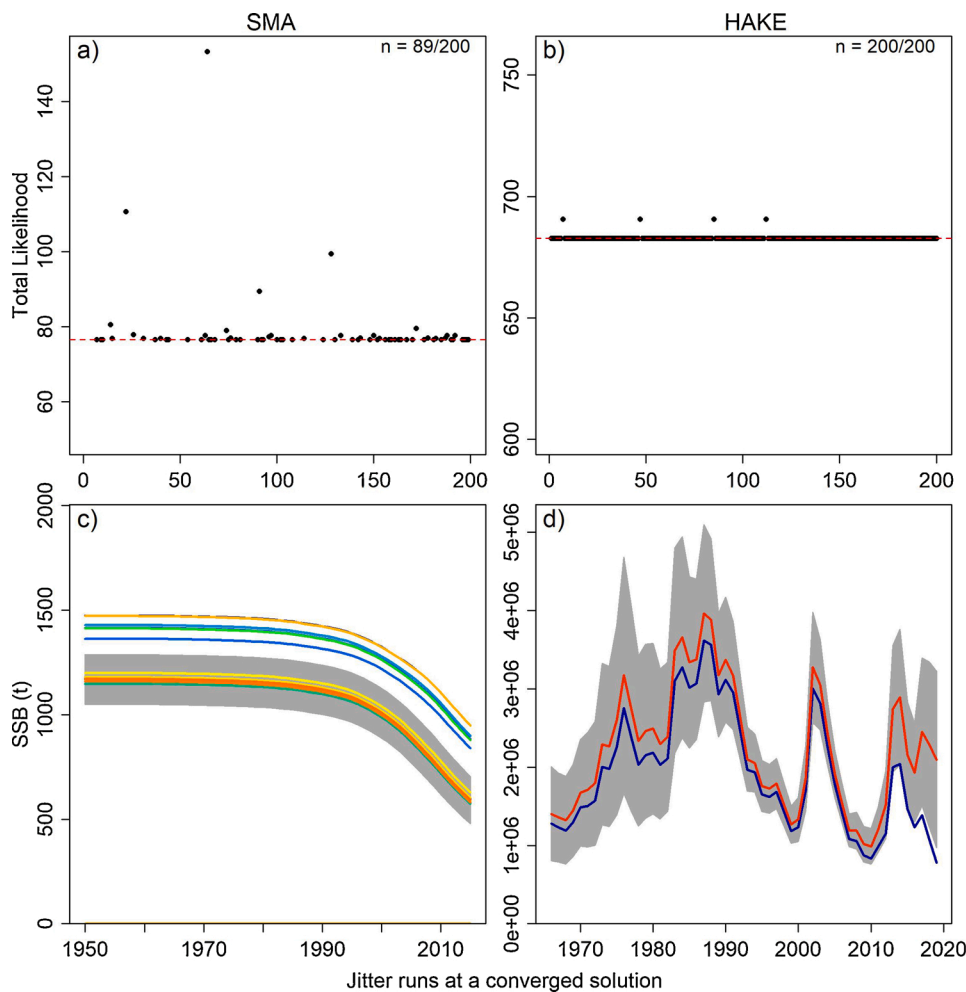 SMA HAKE
a) n = 89/200 b) n = 200/200
Total Likelihood
140
120
100
80
60
750
700
650
600
0 50 100 150 200 0 50 100 150 200
c) d)
SSB (t)
2000
1500
1000
500
0
5e+06
4e+06
3e+06
2e+06
1e+06
0e+00
1950 1970 1990 2010 1970 1980 1990 2000 2010 2020
Jitter runs at a converged solution